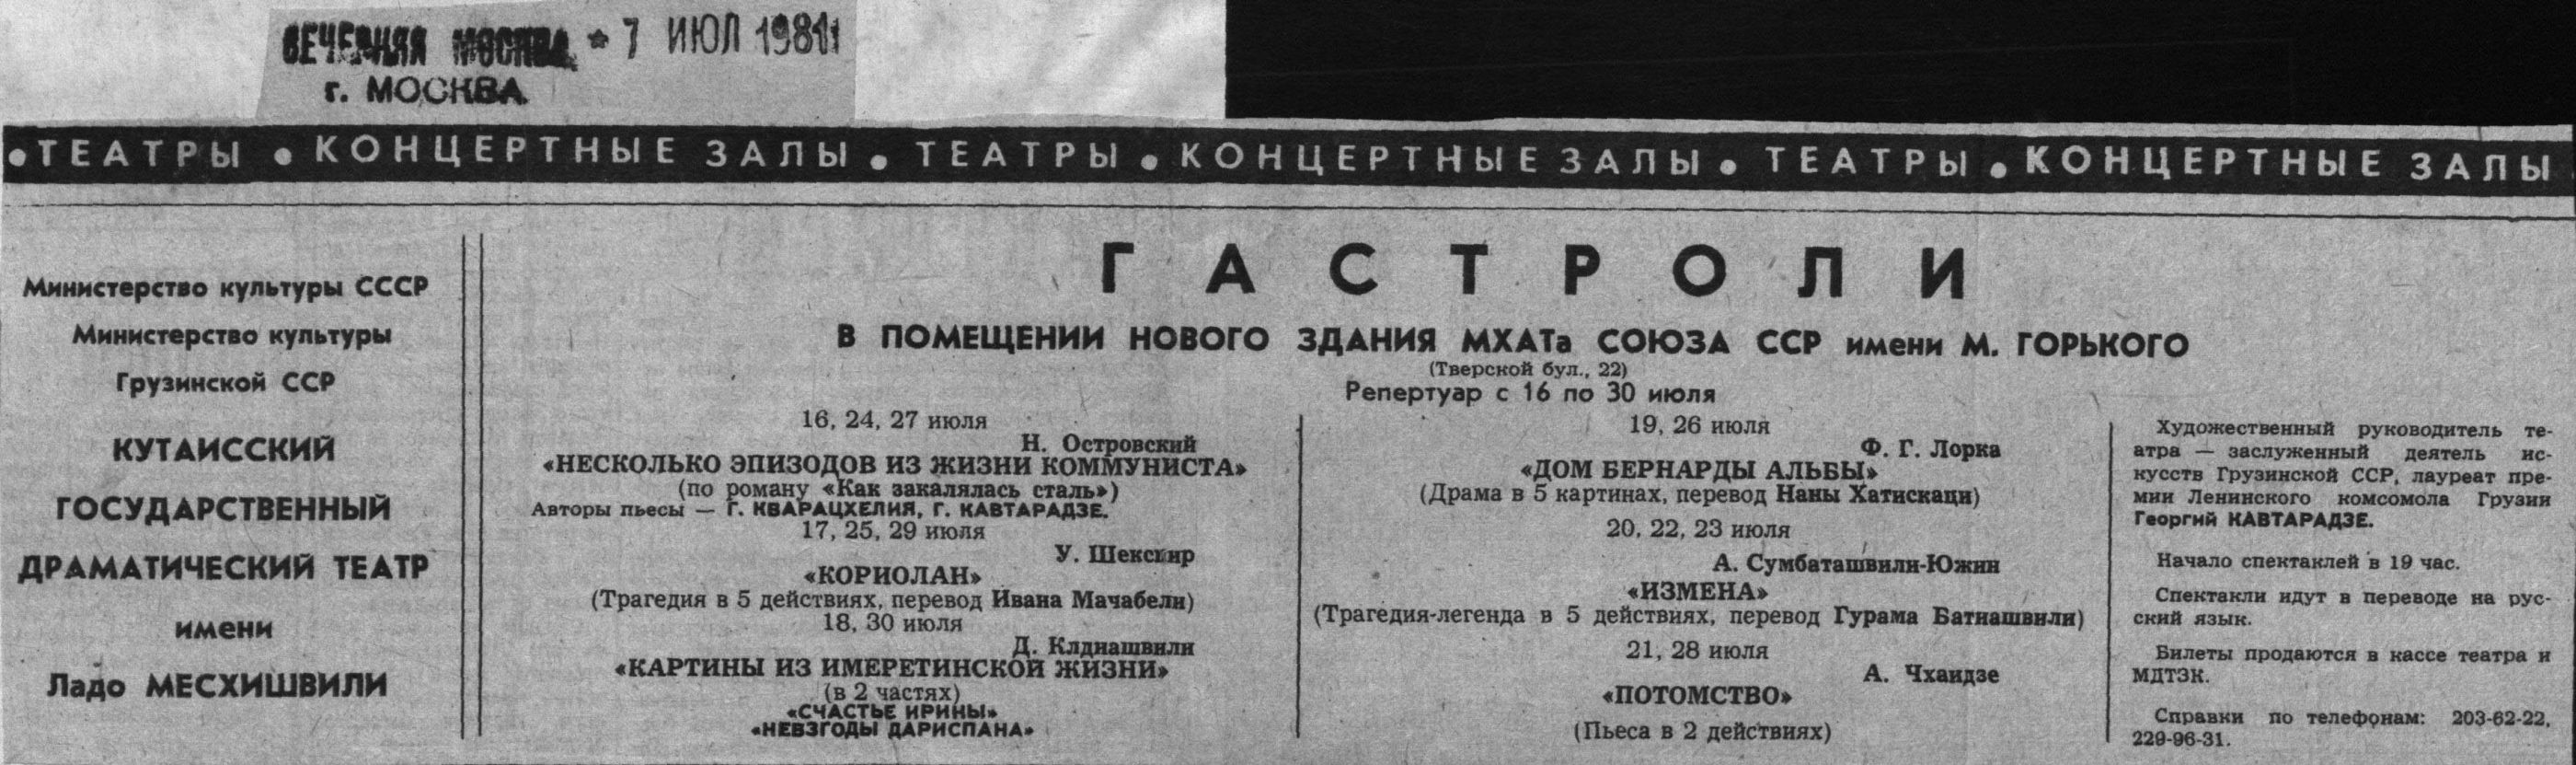 ВЕЧЕРНЯЯ МОСКВА * 7 ИЮЛ 1981
г. МОСКВА
• ТЕАТРЫ • КОНЦЕРТНЫЕ ЗАЛЫ • ТЕАТРЫ • КОНЦЕРТНЫЕ ЗАЛЫ • ТЕАТРЫ • КОНЦЕРТНЫЕ ЗАЛЫ
Министерство культуры СССР
Министерство культуры
Грузинской ССР
КУТАИССКИЙ
ГОСУДАРСТВЕННЫЙ
ДРАМАТИЧЕСКИЙ ТЕАТР
имени
Ладо МЕСХИШВИЛИ
ГАСТРОЛИ
В ПОМЕЩЕНИИ НОВОГО ЗДАНИЯ МХАТа СОЮЗА ССР имени М. ГОРЬКОГО
(Тверской бул., 22)
Репертуар с 16 по 30 июля
16, 24, 27 июля
Н. Островский
«НЕСКОЛЬКО ЭПИЗОДОВ ИЗ ЖИЗНИ КОММУНИСТА»
(по роману «Как закалялась сталь»)
Авторы пьесы — Г. КВАРАЦХЕЛИЯ, Г. КАВТАРАДЗЕ.
17, 25, 29 июля
У. Шекспир
«КОРИОЛАН»
(Трагедия в 5 действиях, перевод Ивана Мачабели)
18, 30 июля
Д. Клдиашвили
«КАРТИНЫ ИЗ ИМЕРЕТИНСКОЙ ЖИЗНИ»
(в 2 частях)
«СЧАСТЬЕ ИРИНЫ»
«НЕВЗГОДЫ ДАРИСПАНА»
19, 26 июля
Ф. Г. Лорка
«ДОМ БЕРНАРДЫ АЛЬБЫ»
(Драма в 5 картинах, перевод Наны Хатискаци)
20, 22, 23 июля
А. Сумбаташвили-Южин
«ИЗМЕНА»
(Трагедия-легенда в 5 действиях, перевод Гурама Батиашвили)
21, 28 июля
А. Чхаидзе
«ПОТОМСТВО»
(Пьеса в 2 действиях)
Художественный руководитель те-
атра — заслуженный деятель ис-
кусств Грузинской ССР, лауреат пре-
мии Ленинского комсомола Грузии
Георгий КАВТАРАДЗЕ.
Начало спектаклей в 19 час.
Спектакли идут в переводе на рус-
ский язык.
Билеты продаются в кассе театра и
МДТЗК.
Справки по телефонам: 203-62-22,
229-96-31.